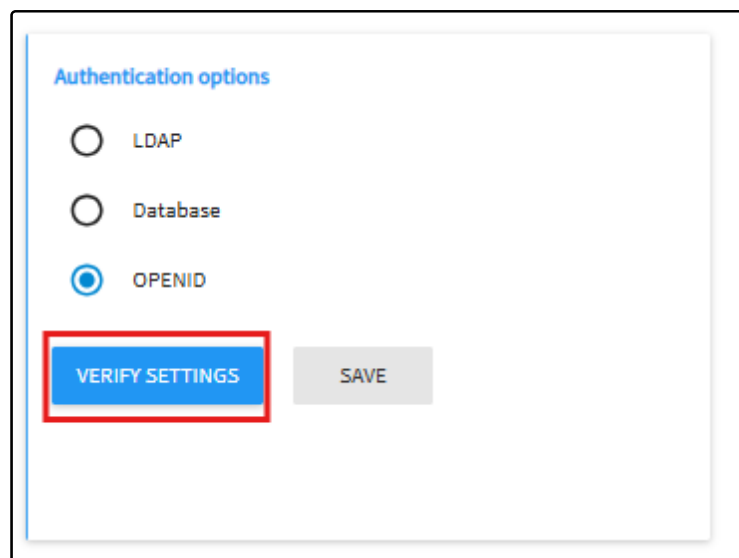 Authentication options
LDAP
Database
OPENID
VERIFY SETTINGS
SAVE